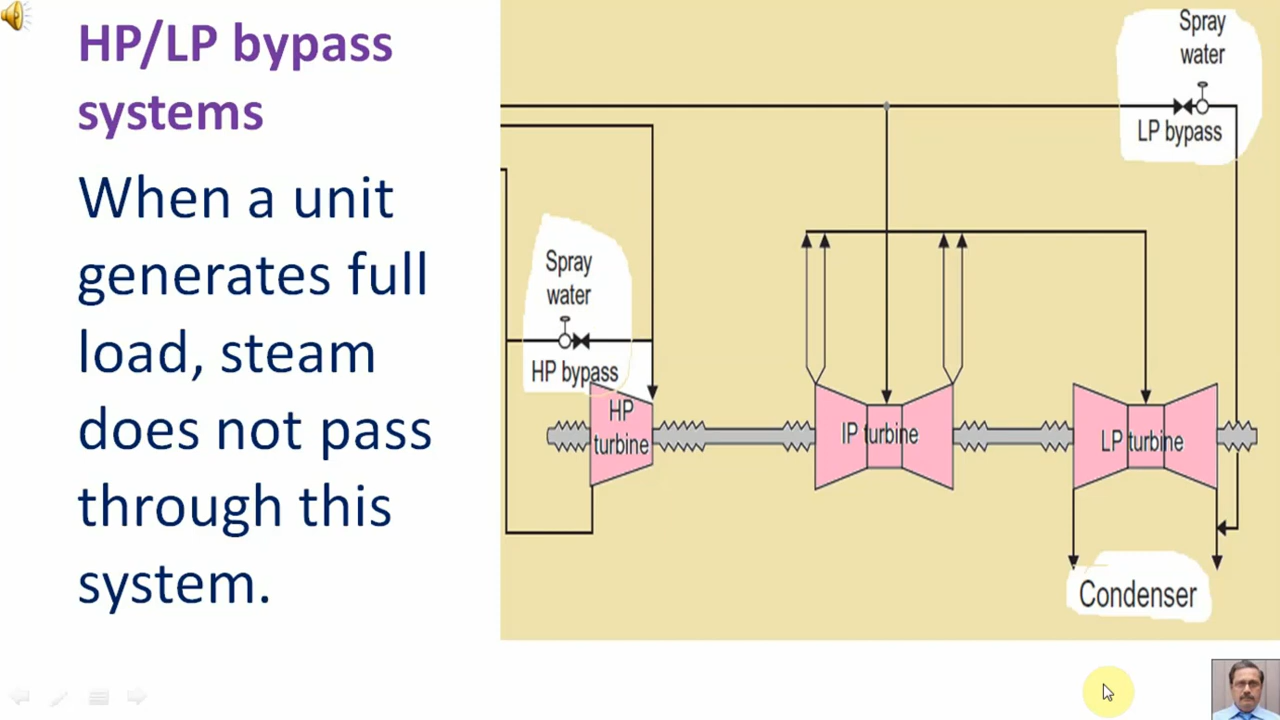 HP/LP bypass
systems
When a unit
generates full
load, steam
does not pass
through this
system.
Spray
water
LP bypass
Spray
water
HP bypass
HP
turbine
IP turbine
LP turbine
Condenser